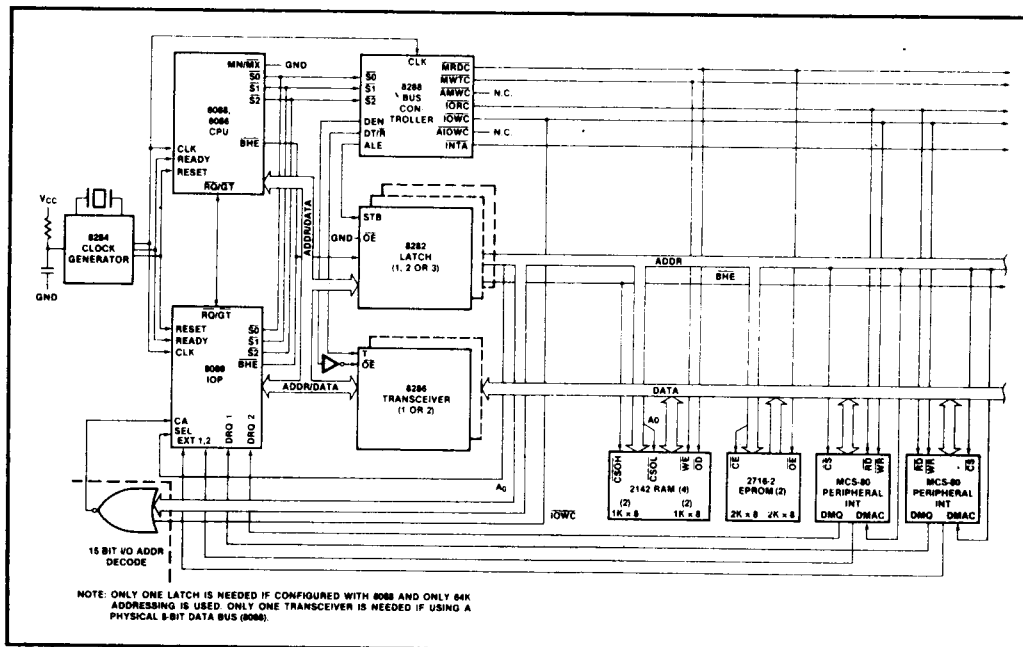 MN/MX
GND
S0
S1
S2
8088,
8086
CPU
BHE
CLK
READY
RESET
RQ/GT
CLK
S0
S1
S2
8288
BUS
CON-
TROLLER
DEN
DT/R
ALE
MRDC
MWTC
AMWC
N.C.
IORC
IOWC
AIOWC
N.C.
INTA
VCC
8284
CLOCK
GENERATOR
GND
ADDR/DATA
STB
GND
OE
8282
LATCH
(1, 2 OR 3)
ADDR
BHE
RQ/GT
RESET
READY
CLK
S0
S1
S2
BHE
8089
IOP
ADDR/DATA
CA
SEL
EXT 1,2
DRQ 1
DRQ 2
T
OE
8286
TRANSCEIVER
(1 OR 2)
DATA
A0
A0
IOWC
15 BIT I/O ADDR
DECODE
CSOH
CSOL
WE
OD
2142 RAM (4)
(2)
(2)
1K x 8
1K x 8
CE
OE
2716-2
EPROM (2)
2K x 8
2K x 8
CS
RD
WR
MCS-80
PERIPHERAL
INT
DMQ
DMAC
RD
WR
CS
MCS-80
PERIPHERAL
INT
DMQ
DMAC
NOTE: ONLY ONE LATCH IS NEEDED IF CONFIGURED WITH 8088 AND ONLY 64K
ADDRESSING IS USED. ONLY ONE TRANSCEIVER IS NEEDED IF USING A
PHYSICAL 8-BIT DATA BUS (8088).